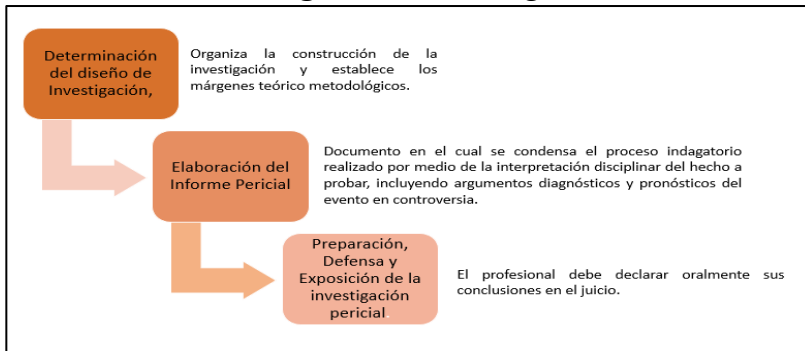 Determinación
del diseño de
Investigación,
Organiza la construcción de la
investigación y establece los
márgenes teórico metodológicos.
Elaboración del
Informe Pericial
Documento en el cual se condensa el proceso indagatorio
realizado por medio de la interpretación disciplinar del hecho a
probar, incluyendo argumentos diagnósticos y pronósticos del
evento en controversia.
Preparación,
Defensa y
Exposición de la
investigación
pericial.
El profesional debe declarar oralmente sus
conclusiones en el juicio.